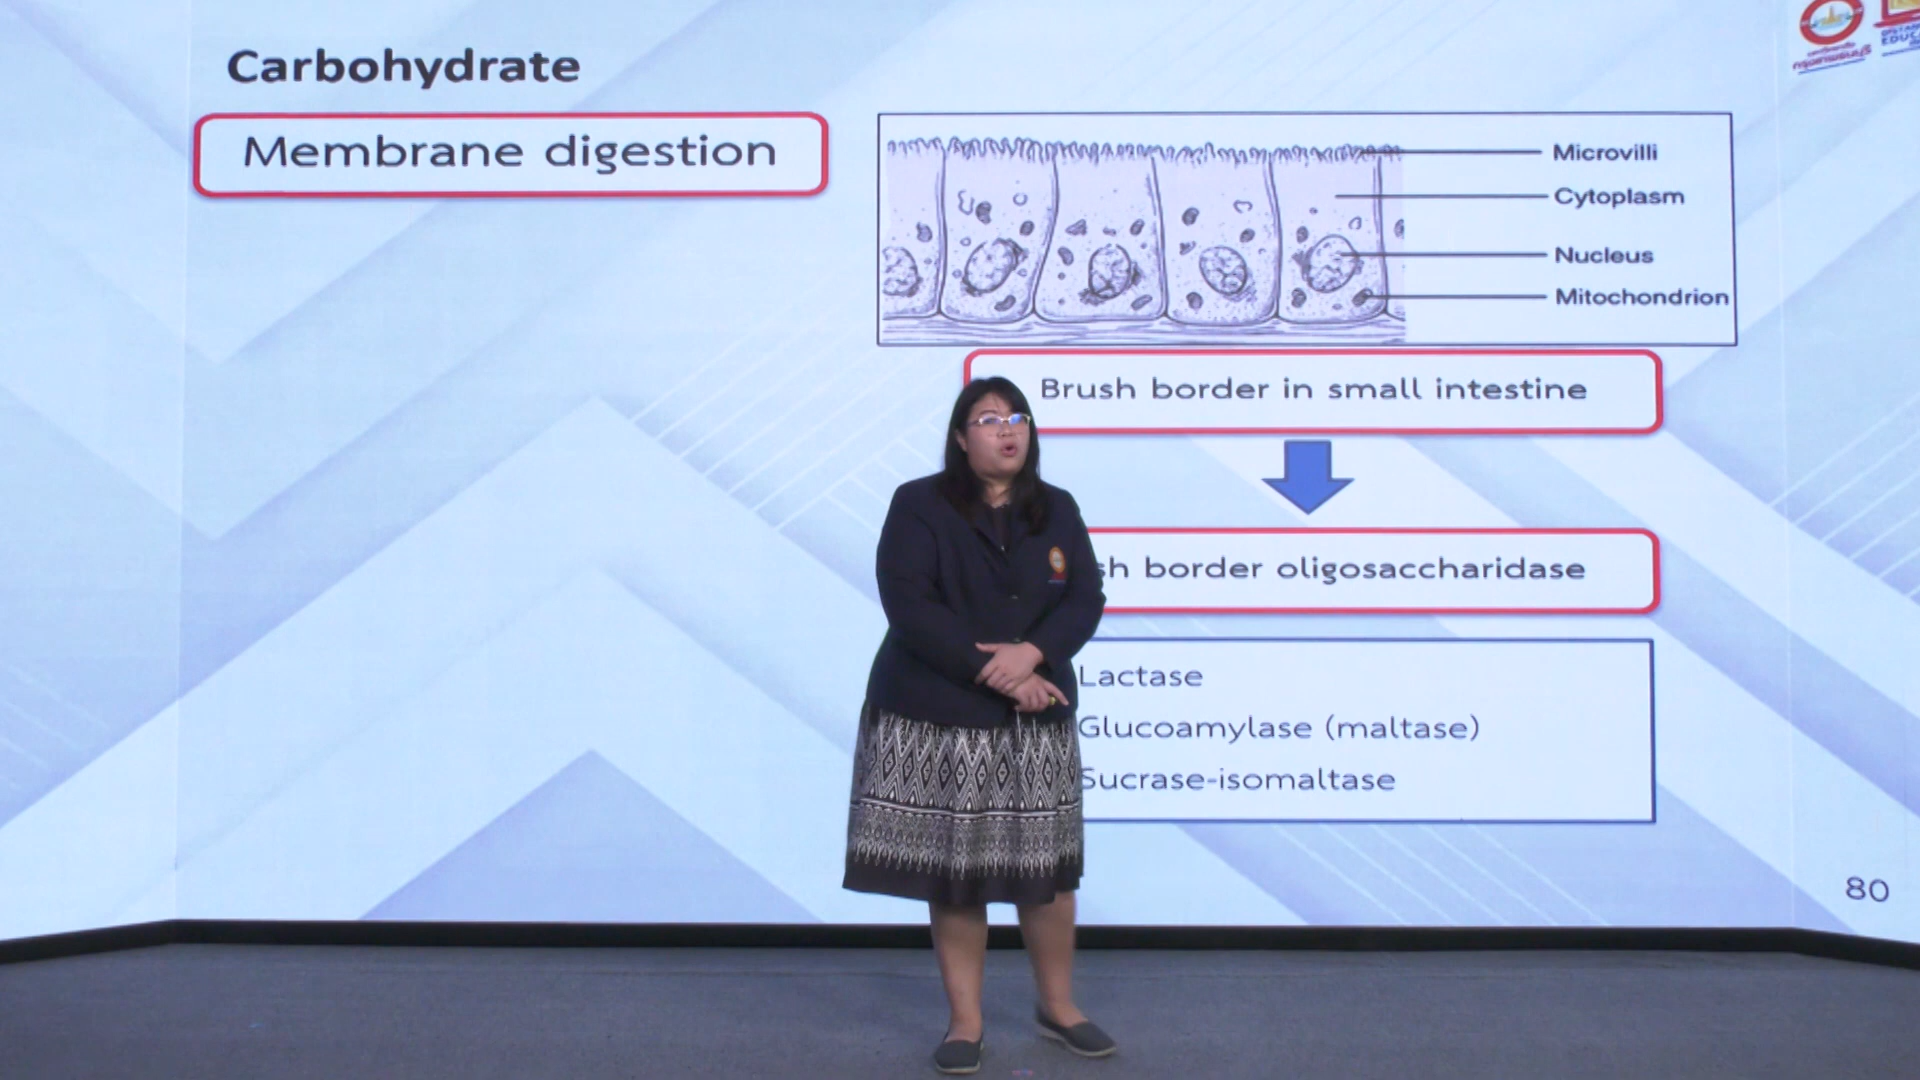 Carbohydrate
Membrane digestion
Microvilli
Cytoplasm
Nucleus
Mitochondrion
Brush border in small intestine
border oligosaccharidase
Lactase
Glucoamylase (maltase)
Sucrase-isomaltase
80